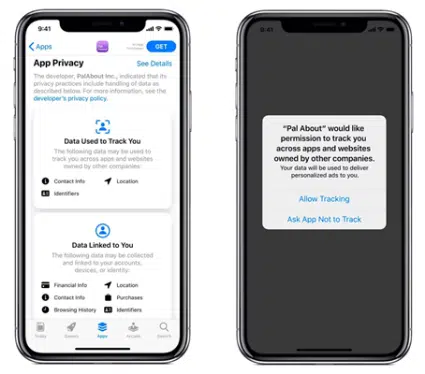 Apps
GET
App Privacy
See Details
The developer, PalAbout Inc., indicated that its
privacy practices include handling of data as
described below. For more information, see the
developer's privacy policy.
Data Used to Track You
The following data may be used to
track you across apps and websites
owned by other companies:
Contact Info
Location
Identifiers
Data Linked to You
The following data may be collected
and linked to your accounts,
devices, or identity:
Financial Info
Location
Contact Info
Purchases
Browsing History
Identifiers
Today
Games
Apps
Arcade
Search
"Pal About" would like
permission to track you
across apps and websites
owned by other companies.
Your data will be used to deliver
personalized ads to you.
Allow Tracking
Ask App Not to Track